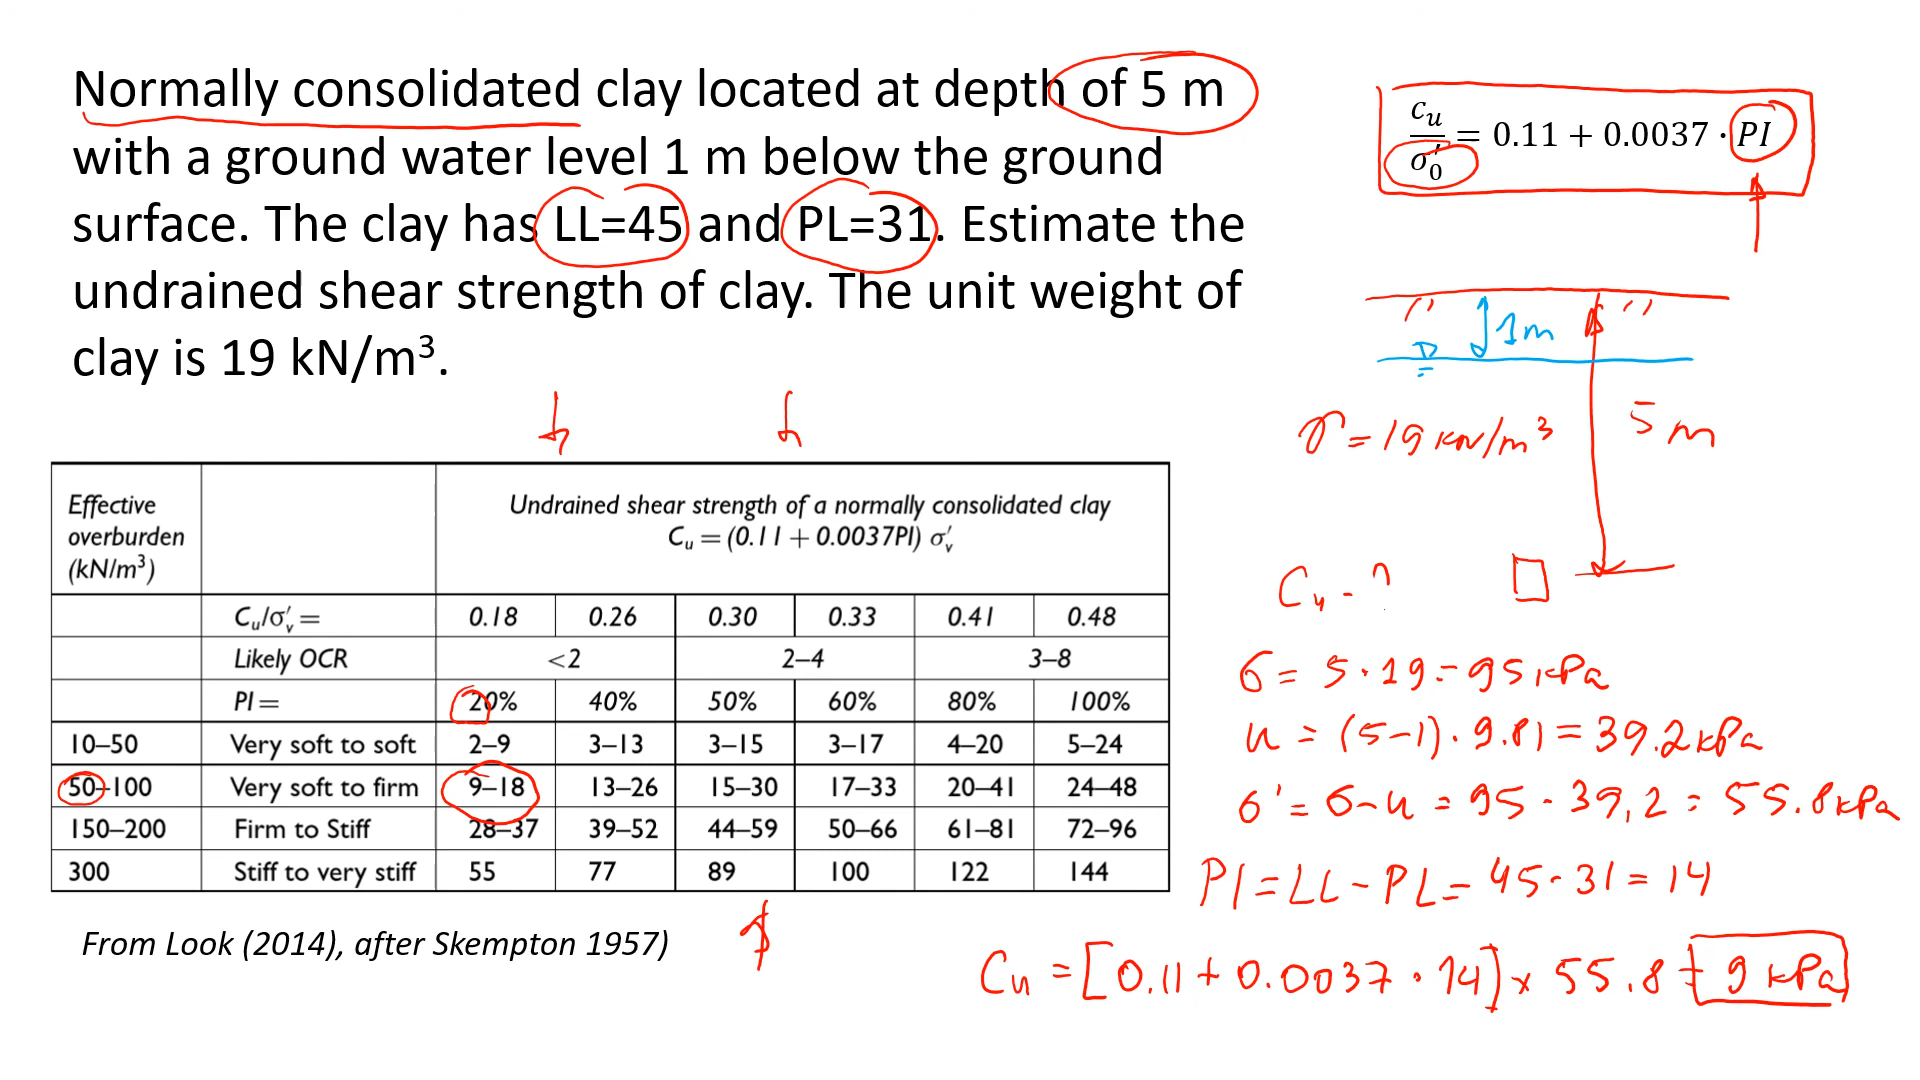 Normally consolidated clay located at depth of 5 m
with a ground water level 1 m below the ground
surface. The clay has LL=45 and PL=31. Estimate the
undrained shear strength of clay. The unit weight of
clay is 19 kN/m³.
c_u / σ′_0 = 0.11 + 0.0037 · PI
1m
γ = 19 kN/m³
5 m
Cu = ?
σ = 5 · 19 = 95 kPa
u = (5-1) · 9.81 = 39.2 kPa
σ' = σ - u = 95 - 39,2 = 55.8 kPa
PI = LL - PL = 45 - 31 = 14
Cu = [0.11 + 0.0037 · 14] × 55.8 = 9 kPa
Effective overburden (kN/m³) Undrained shear strength of a normally consolidated clay
C_u = (0.11 + 0.0037PI) σ′_v
C_u/σ′_v = 0.18 0.26 0.30 0.33 0.41 0.48
Likely OCR <2 2–4 3–8
PI = 20% 40% 50% 60% 80% 100%
10–50 Very soft to soft 2–9 3–13 3–15 3–17 4–20 5–24
50–100 Very soft to firm 9–18 13–26 15–30 17–33 20–41 24–48
150–200 Firm to Stiff 28–37 39–52 44–59 50–66 61–81 72–96
300 Stiff to very stiff 55 77 89 100 122 144
From Look (2014), after Skempton 1957)